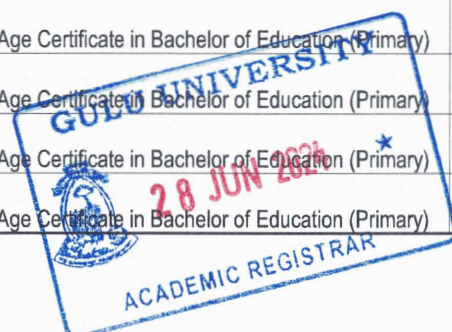 Age Certificate in Bachelor of Education (Primary)
Age Certificate in Bachelor of Education (Primary)
Age Certificate in Bachelor of Education (Primary)
Age Certificate in Bachelor of Education (Primary)
GULU UNIVERSITY
★
28 JUN 2024
ACADEMIC REGISTRAR